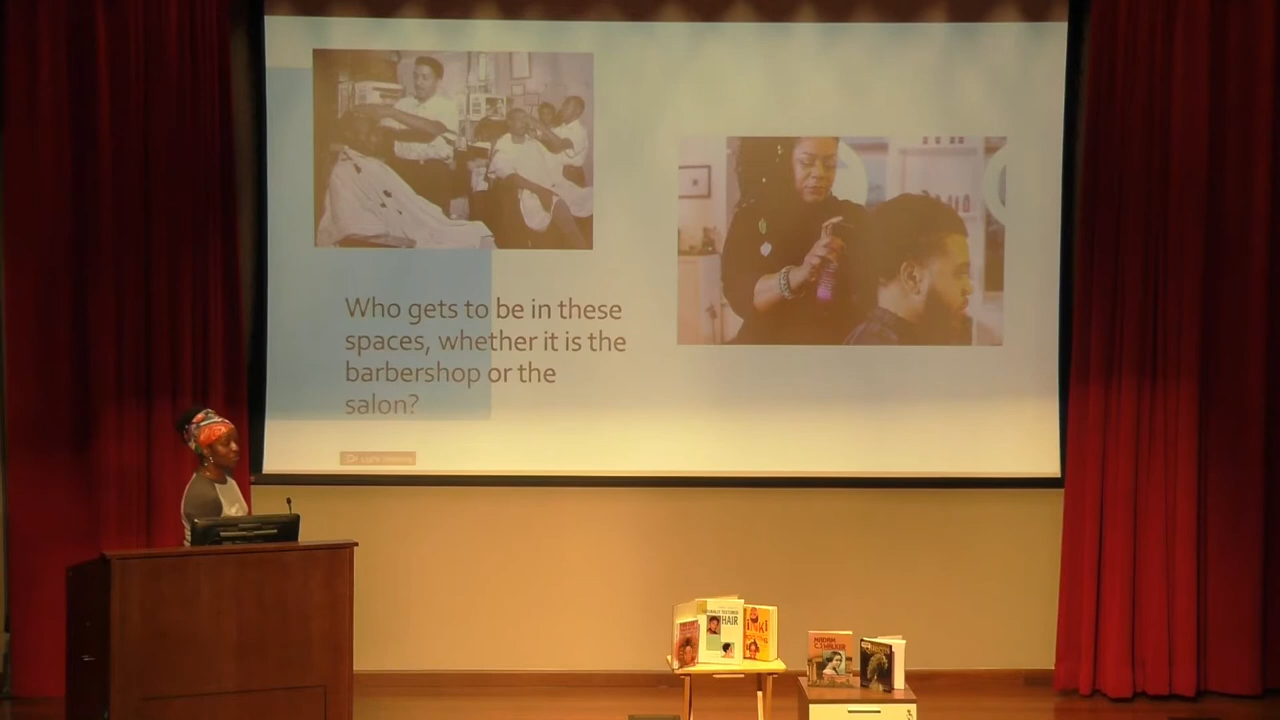 Who gets to be in these
spaces, whether it is the
barbershop or the
salon?
HAIR
MADAM
C.J. WALKER